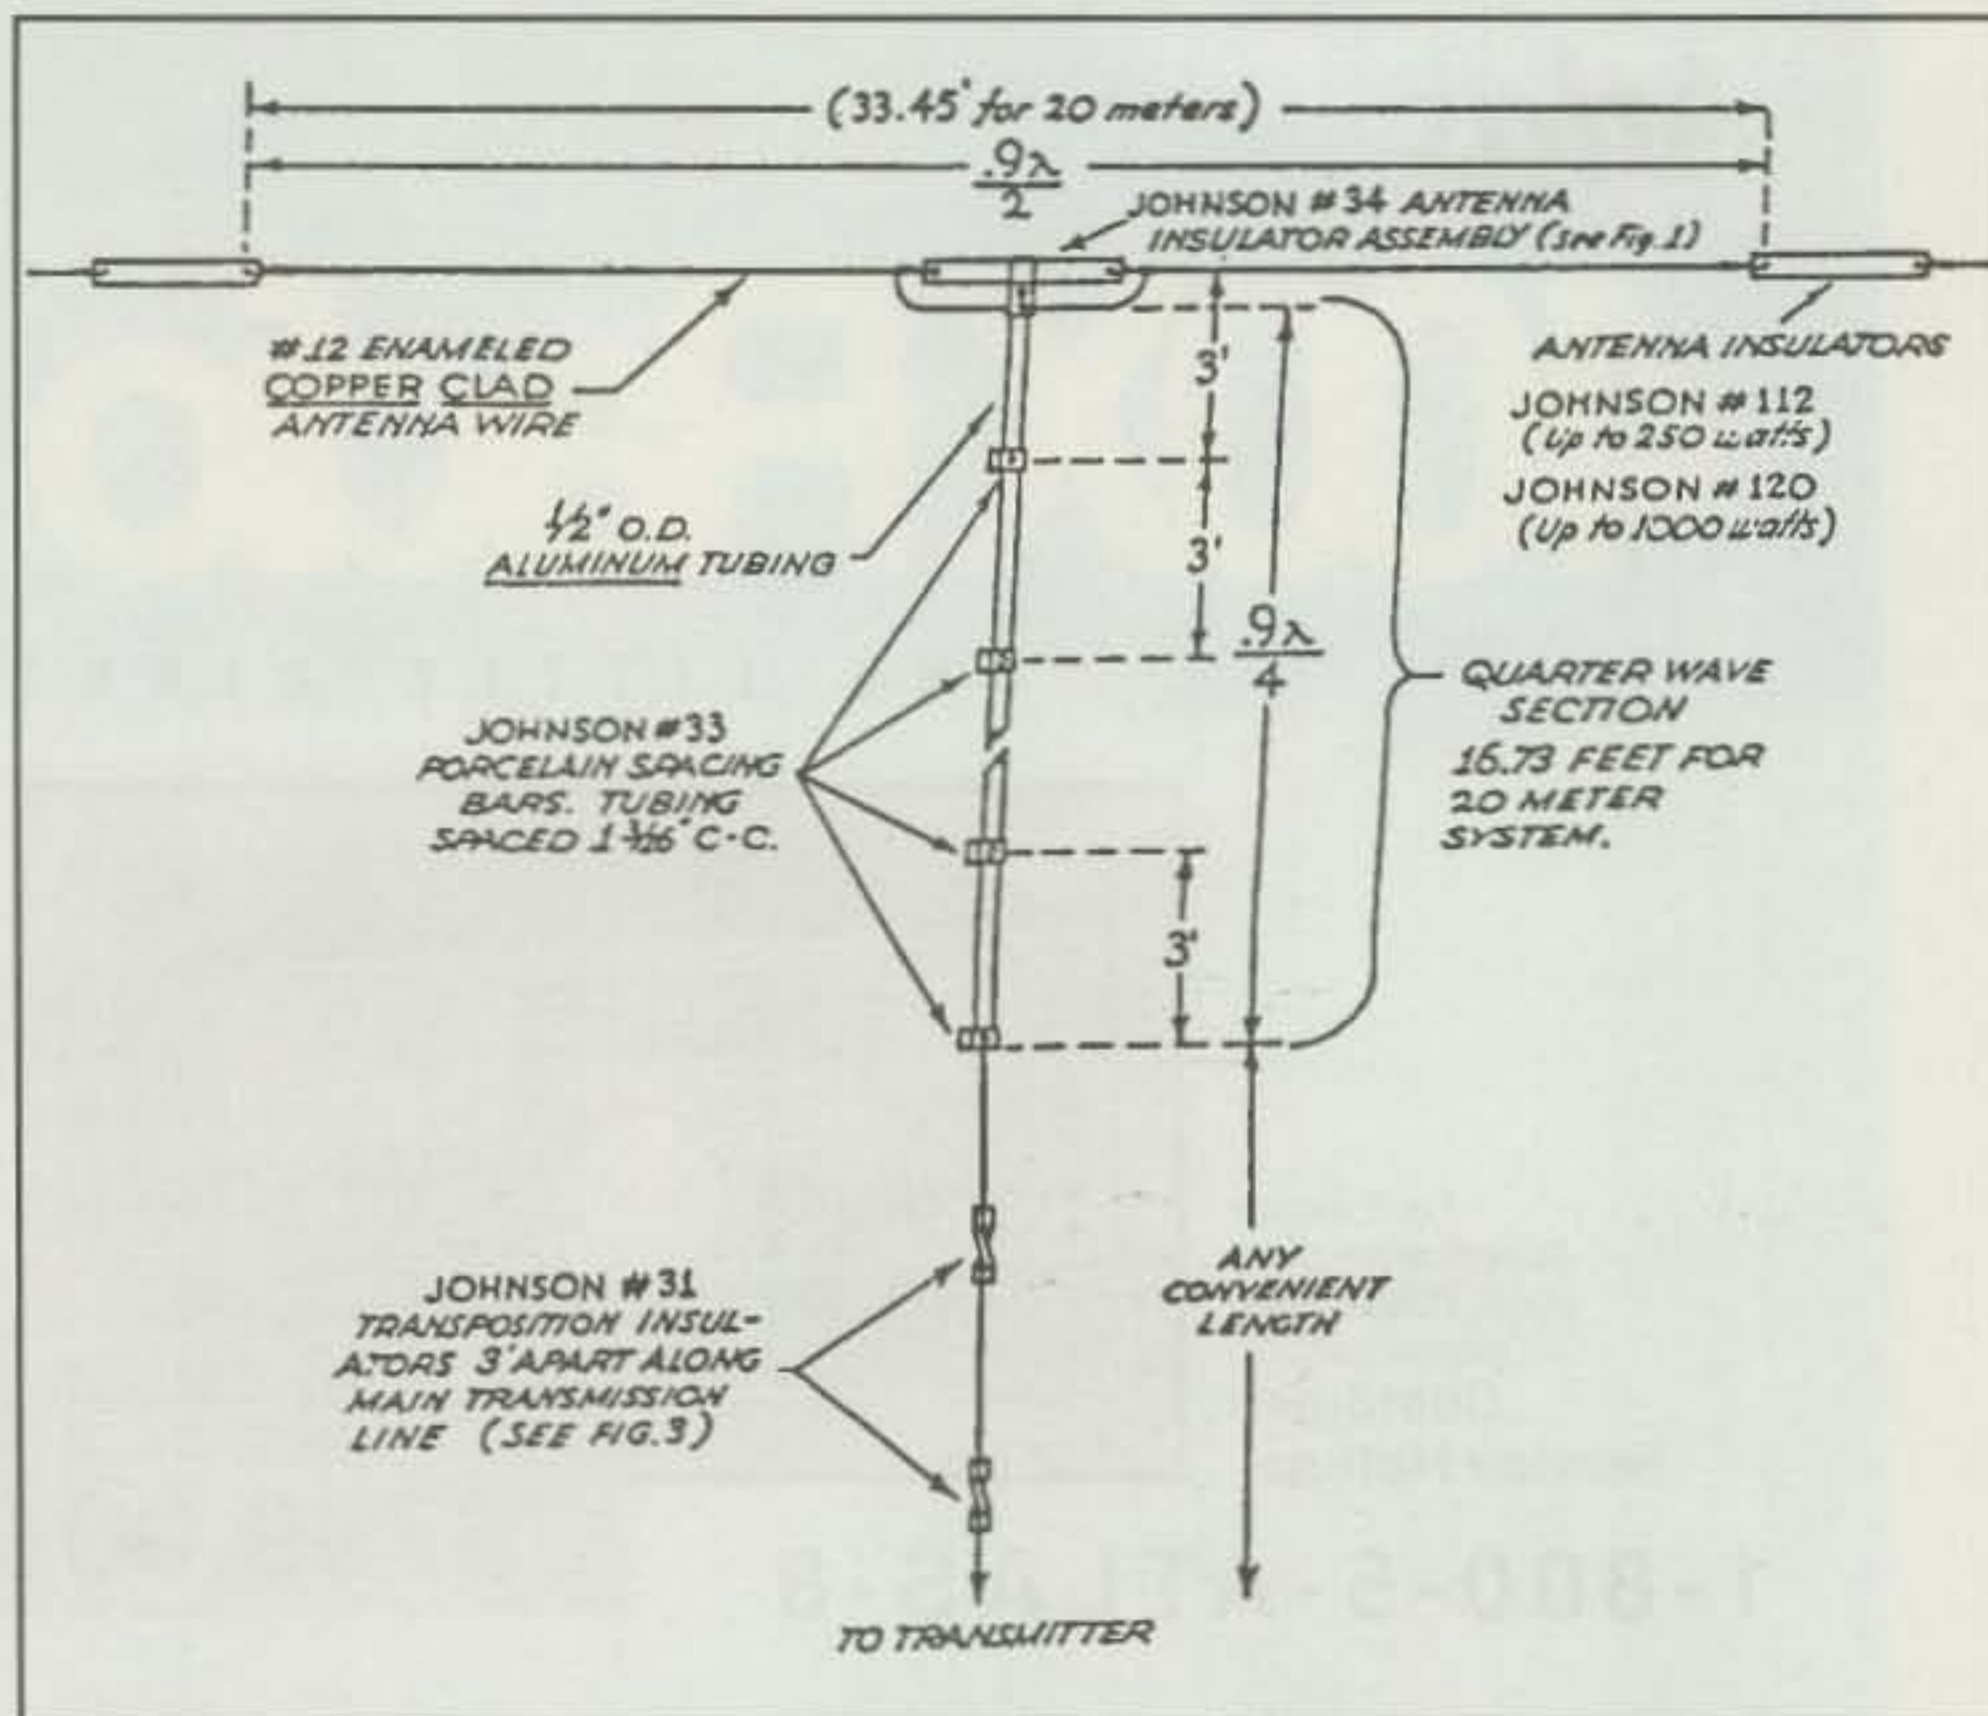 (33.45' for 20 meters)
.9λ
2
JOHNSON #34 ANTENNA
INSULATOR ASSEMBLY (See Fig. 1)
#12 ENAMELED
COPPER CLAD
ANTENNA WIRE
3'
ANTENNA INSULATORS
JOHNSON #112
(Up to 250 watts)
JOHNSON #120
(Up to 1000 watts)
1/2" O.D.
ALUMINUM TUBING
3'
.9λ
4
QUARTER WAVE
SECTION
16.73 FEET FOR
20 METER
SYSTEM.
JOHNSON #33
PORCELAIN SPACING
BARS. TUBING
SPACED 1 3/16" C-C.
3'
ANY
CONVENIENT
LENGTH
JOHNSON #31
TRANSPOSITION INSUL-
ATORS 3' APART ALONG
MAIN TRANSMISSION
LINE (SEE FIG.3)
TO TRANSMITTER